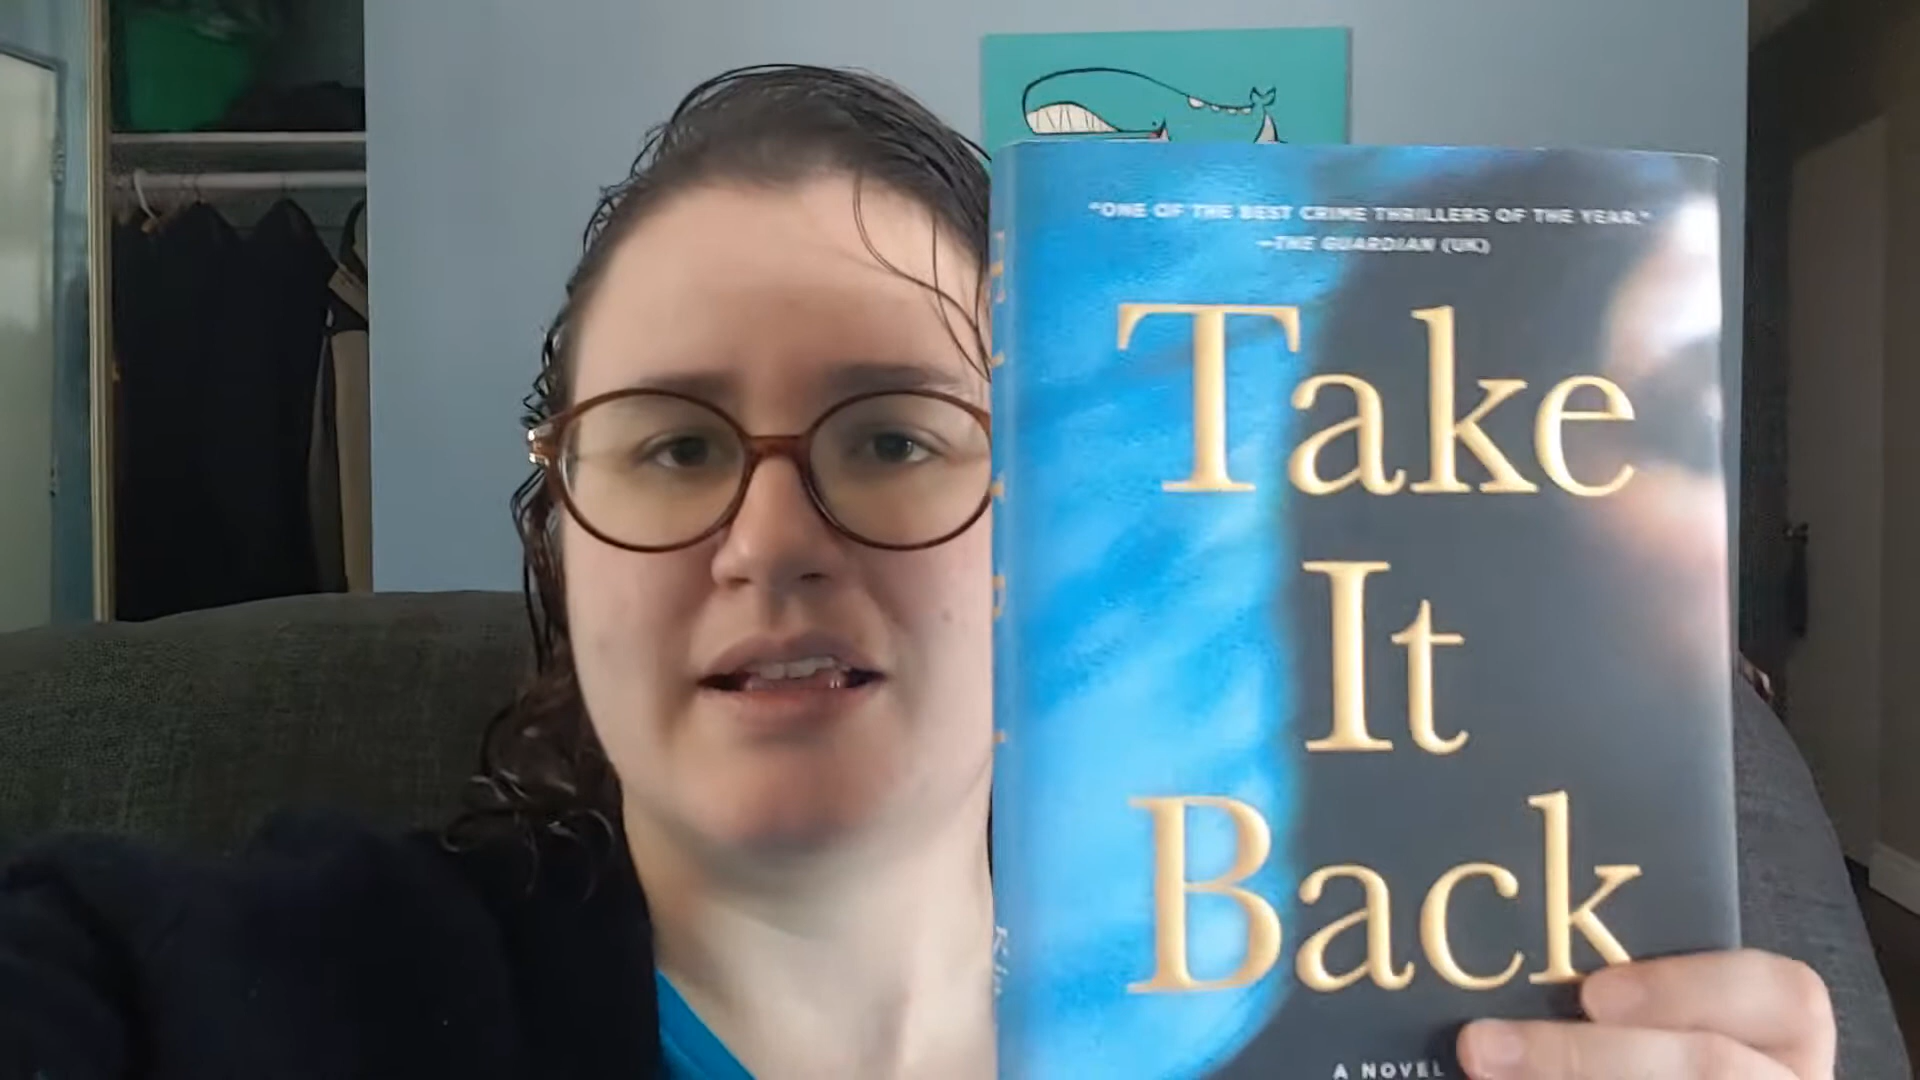 "ONE OF THE BEST CRIME THRILLERS OF THE YEAR."
—THE GUARDIAN (UK)
Take
It
Back
A NOVEL